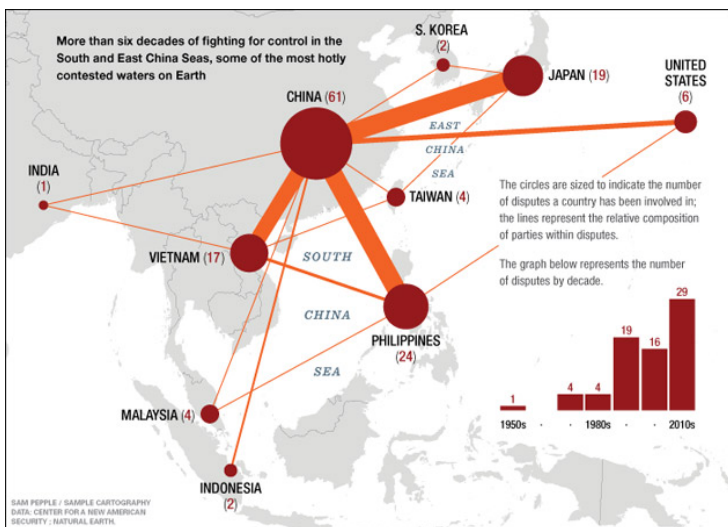 More than six decades of fighting for control in the
South and East China Seas, some of the most hotly
contested waters on Earth
S. KOREA
(2)
JAPAN (19)
UNITED
STATES
(6)
CHINA (61)
EAST
CHINA
SEA
INDIA
(1)
TAIWAN (4)
The circles are sized to indicate the number
of disputes a country has been involved in;
the lines represent the relative composition
of parties within disputes.
VIETNAM (17)
SOUTH
CHINA
SEA
The graph below represents the number
of disputes by decade.
PHILIPPINES
(24)
29
19
16
4 4
1
1950s · · 1980s · · 2010s
MALAYSIA (4)
INDONESIA
(2)
SAM PEPPLE / SAMPLE CARTOGRAPHY
DATA: CENTER FOR A NEW AMERICAN
SECURITY ; NATURAL EARTH.